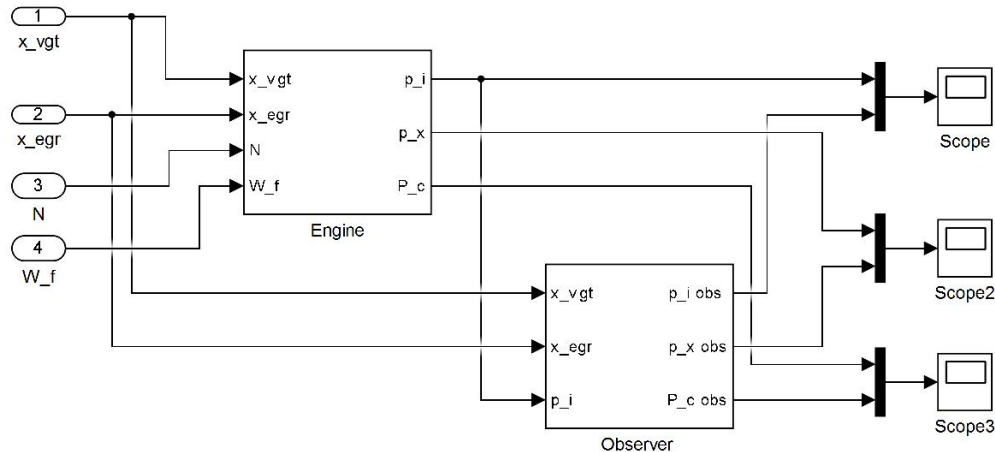 1
x_vgt
2
x_egr
3
N
4
W_f
x_vgt
x_egr
N
W_f
p_i
p_x
P_c
Engine
x_vgt
x_egr
p_i
p_i obs
p_x obs
P_c obs
Observer
Scope
Scope2
Scope3